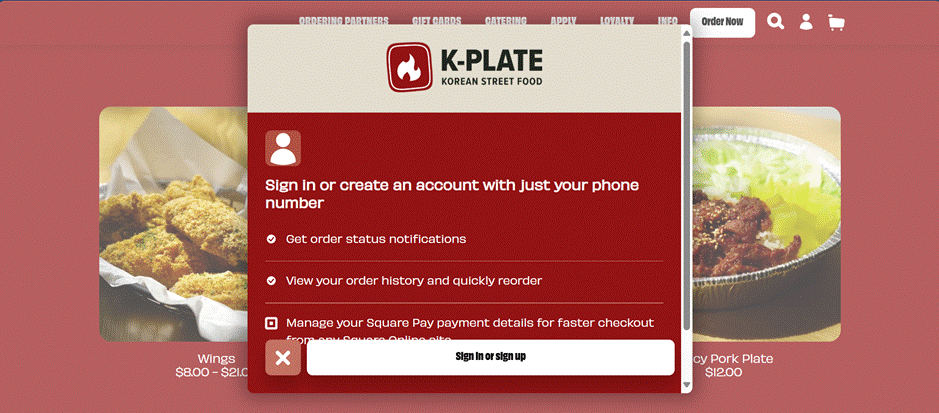 ORDERING PARTNERS GIFT CARDS CATERING APPLY LOYALTY INFO Order Now
K-PLATE
KOREAN STREET FOOD
Sign in or create an account with just your phone
number
Get order status notifications
View your order history and quickly reorder
Manage your Square Pay payment details for faster checkout
from any Square Online site
Sign in or sign up
Wings
$8.00 - $21.0
cy Pork Plate
$12.00